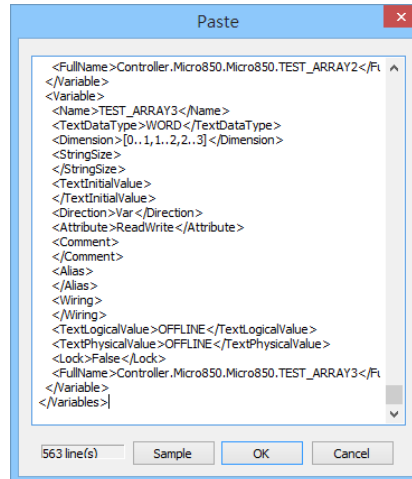 Paste
<FullName>Controller.Micro850.Micro850.TEST_ARRAY2</Fu
</Variable>
<Variable>
<Name>TEST_ARRAY3</Name>
<TextDataType>WORD</TextDataType>
<Dimension>[0..1,1..2,2..3]</Dimension>
<StringSize>
</StringSize>
<TextInitialValue>
</TextInitialValue>
<Direction>Var</Direction>
<Attribute>ReadWrite</Attribute>
<Comment>
</Comment>
<Alias>
</Alias>
<Wiring>
</Wiring>
<TextLogicalValue>OFFLINE</TextLogicalValue>
<TextPhysicalValue>OFFLINE</TextPhysicalValue>
<Lock>False</Lock>
<FullName>Controller.Micro850.Micro850.TEST_ARRAY3</Fu
</Variable>
</Variables>
563 line(s) Sample OK Cancel